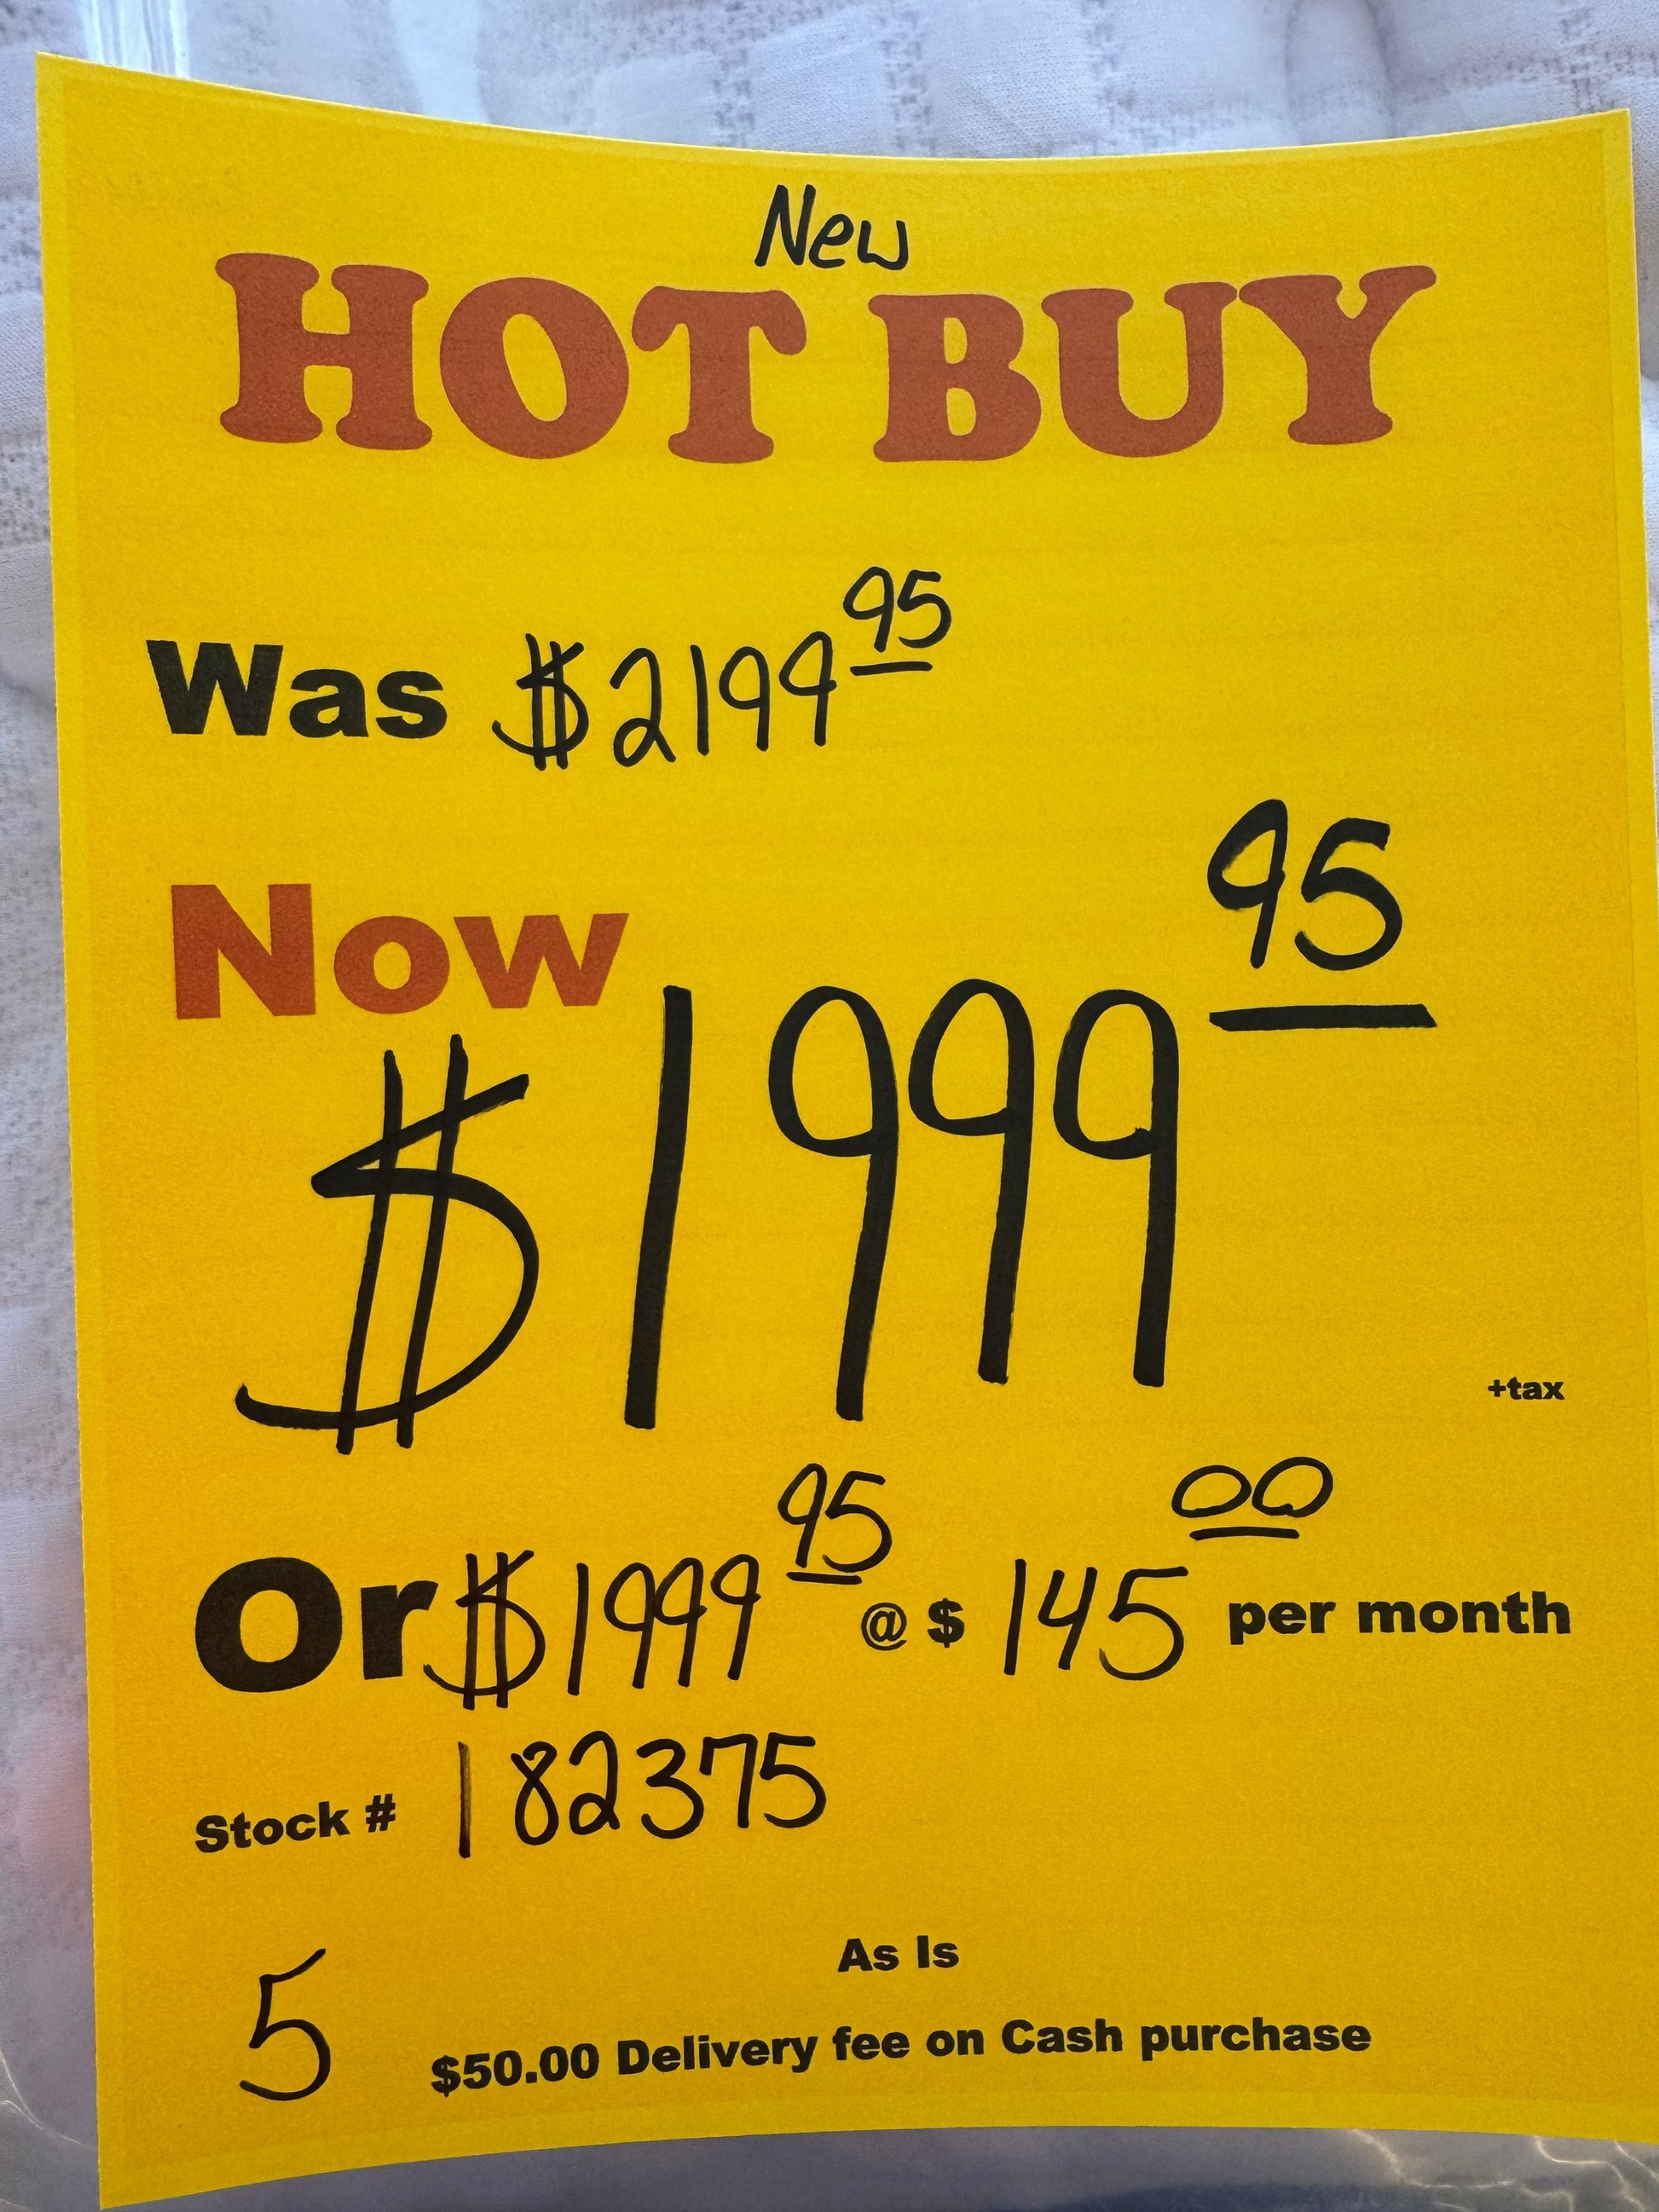 New
HOT BUY
Was $2199 95
Now
$1999 95
+tax
Or $1999 95 @ $ 145 00 per month
Stock # 182375
As Is
5 $50.00 Delivery fee on Cash purchase